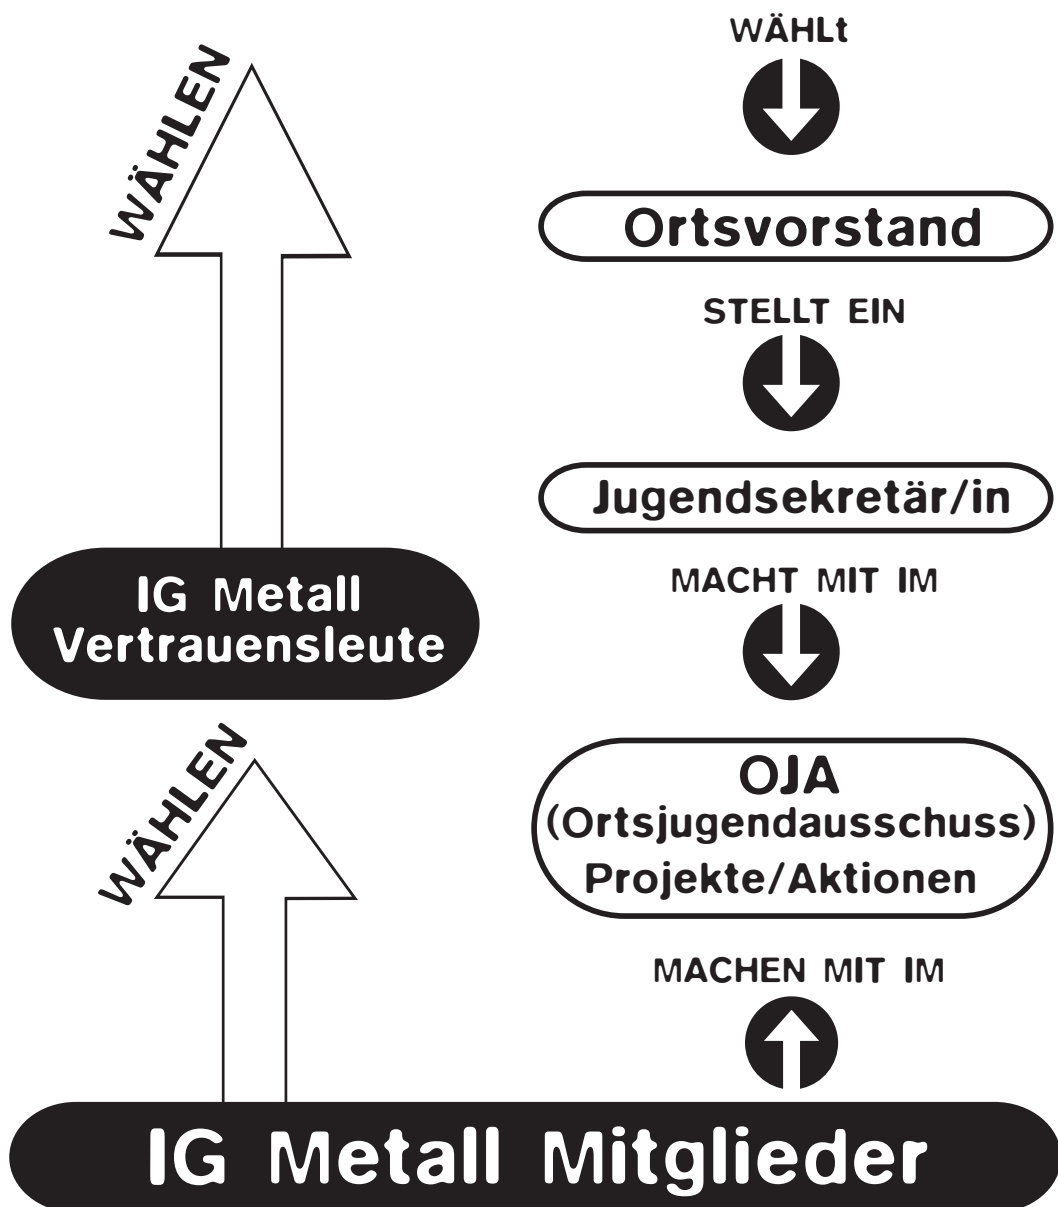 WÄHLt
WÄHLEN
Ortsvorstand
STELLT EIN
Jugendsekretär/in
IG Metall
Vertrauensleute
MACHT MIT IM
WÄHLEN
OJA
(Ortsjugendausschuss)
Projekte/Aktionen
MACHEN MIT IM
IG Metall Mitglieder